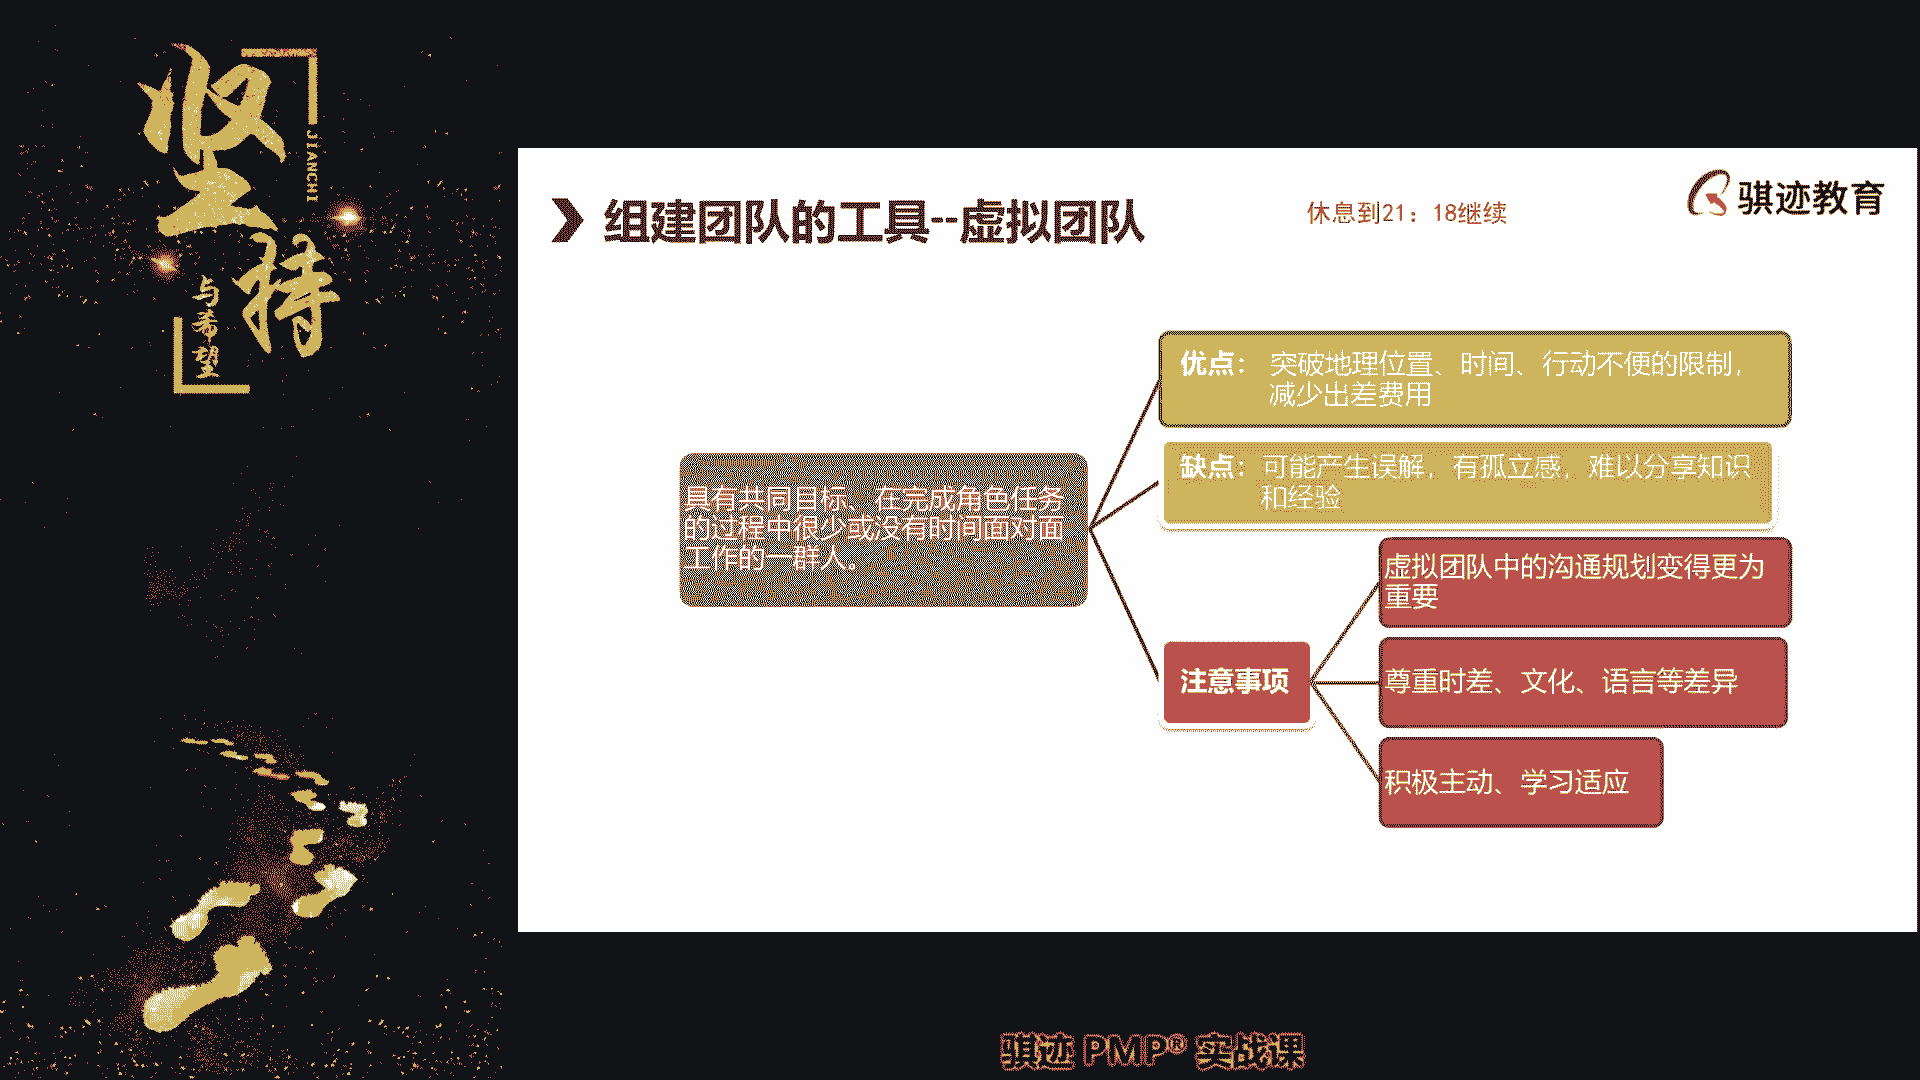 坚持
JIANCHI
与希望
组建团队的工具--虚拟团队
休息到21：18继续
骐迹教育
具有共同目标、在完成角色任务
的过程中很少或没有时间面对面
工作的一群人。
优点： 突破地理位置、时间、行动不便的限制，
减少出差费用
缺点： 可能产生误解，有孤立感，难以分享知识
和经验
注意事项
虚拟团队中的沟通规划变得更为
重要
尊重时差、文化、语言等差异
积极主动、学习适应
骐迹 PMP® 实战课